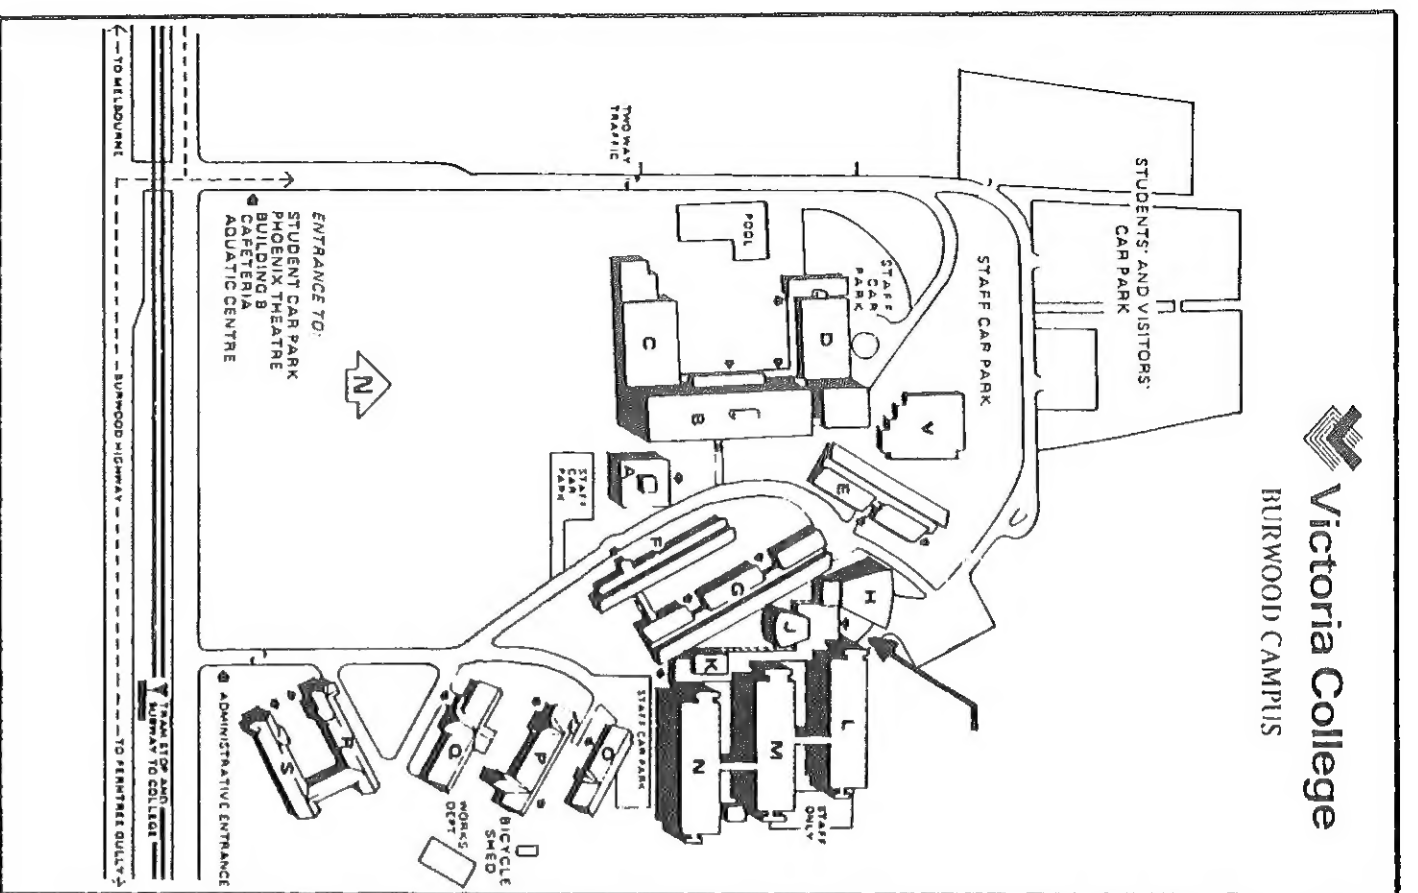 Victoria College
BURWOOD CAMPUS
STUDENTS' AND VISITORS'
CAR PARK
STAFF CAR PARK
STAFF
CAR
PARK
TWO WAY
TRAFFIC
POOL
D
C
B
V
E
A
STAFF
CAR
PARK
F
G
H
J
K
L
M
N
STAFF
ONLY
STAFF CAR PARK
O
P
Q
R
S
BICYCLE
SHED
WORKS
DEPT
N
ENTRANCE TO:
STUDENT CAR PARK
PHOENIX THEATRE
BUILDING B
CAFETERIA
AQUATIC CENTRE
ADMINISTRATIVE ENTRANCE
TRAM STOP AND
SUBWAY TO COLLEGE
TO MELBOURNE
BURWOOD HIGHWAY
TO FERNTREE GULLY